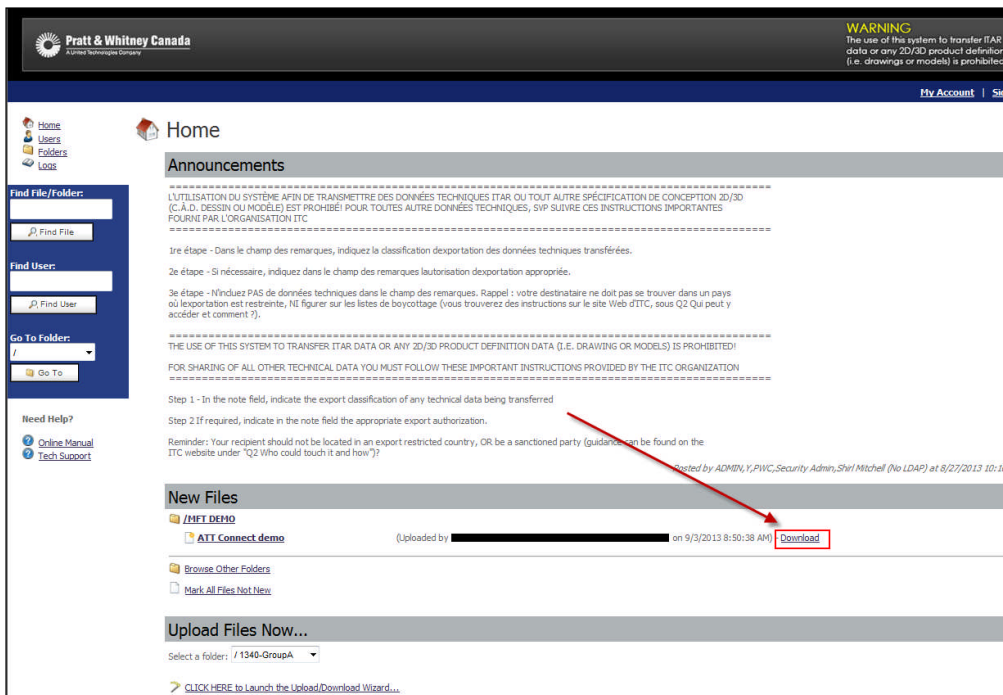 Pratt & Whitney Canada
A United Technologies Company
WARNING
The use of this system to transfer ITAR
data or any 2D/3D product definition
(i.e. drawings or models) is prohibited
My Account |
Home
Users
Folders
Logs
Find File/Folder:
Find File
Find User:
Find User
Go To Folder:
/
Go To
Need Help?
Online Manual
Tech Support
Home
Announcements
=====================================================================
L'UTILISATION DU SYSTÈME AFIN DE TRANSMETTRE DES DONNÉES TECHNIQUES ITAR OU TOUT AUTRE SPÉCIFICATION DE CONCEPTION 2D/3D
(C.À.D. DESSIN OU MODÈLE) EST PROHIBÉ! POUR TOUTES AUTRE DONNÉES TECHNIQUES, SVP SUIVRE CES INSTRUCTIONS IMPORTANTES
FOURNI PAR L'ORGANISATION ITC
=====================================================================
1re étape - Dans le champ des remarques, indiquez la classification dexportation des données techniques transférées.
2e étape - Si nécessaire, indiquez dans le champ des remarques lautorisation dexportation appropriée.
3e étape - N'induez PAS de données techniques dans le champ des remarques. Rappel : votre destinataire ne doit pas se trouver dans un pays
où lexportation est restreinte, NI figurer sur les listes de boycottage (vous trouverez des instructions sur le site Web d'ITC, sous Q2 Qui peut y
accéder et comment ?).
=====================================================================
THE USE OF THIS SYSTEM TO TRANSFER ITAR DATA OR ANY 2D/3D PRODUCT DEFINITION DATA (I.E. DRAWING OR MODELS) IS PROHIBITED!
FOR SHARING OF ALL OTHER TECHNICAL DATA YOU MUST FOLLOW THESE IMPORTANT INSTRUCTIONS PROVIDED BY THE ITC ORGANIZATION
=====================================================================
Step 1 - In the note field, indicate the export classification of any technical data being transferred
Step 2 If required, indicate in the note field the appropriate export authorization.
Reminder: Your recipient should not be located in an export restricted country, OR be a sanctioned party (guidance can be found on the
ITC website under "Q2 Who could touch it and how")?
Posted by ADMIN,Y,PWC,Security Admin,Shirl Mitchell (No LDAP) at 8/27/2013
New Files
/MFT DEMO
ATT Connect demo (Uploaded by on 9/3/2013 8:50:38 AM) - Download
Browse Other Folders
Mark All Files Not New
Upload Files Now...
Select a folder: / 1340-GroupA
CLICK HERE to Launch the Upload/Download Wizard...